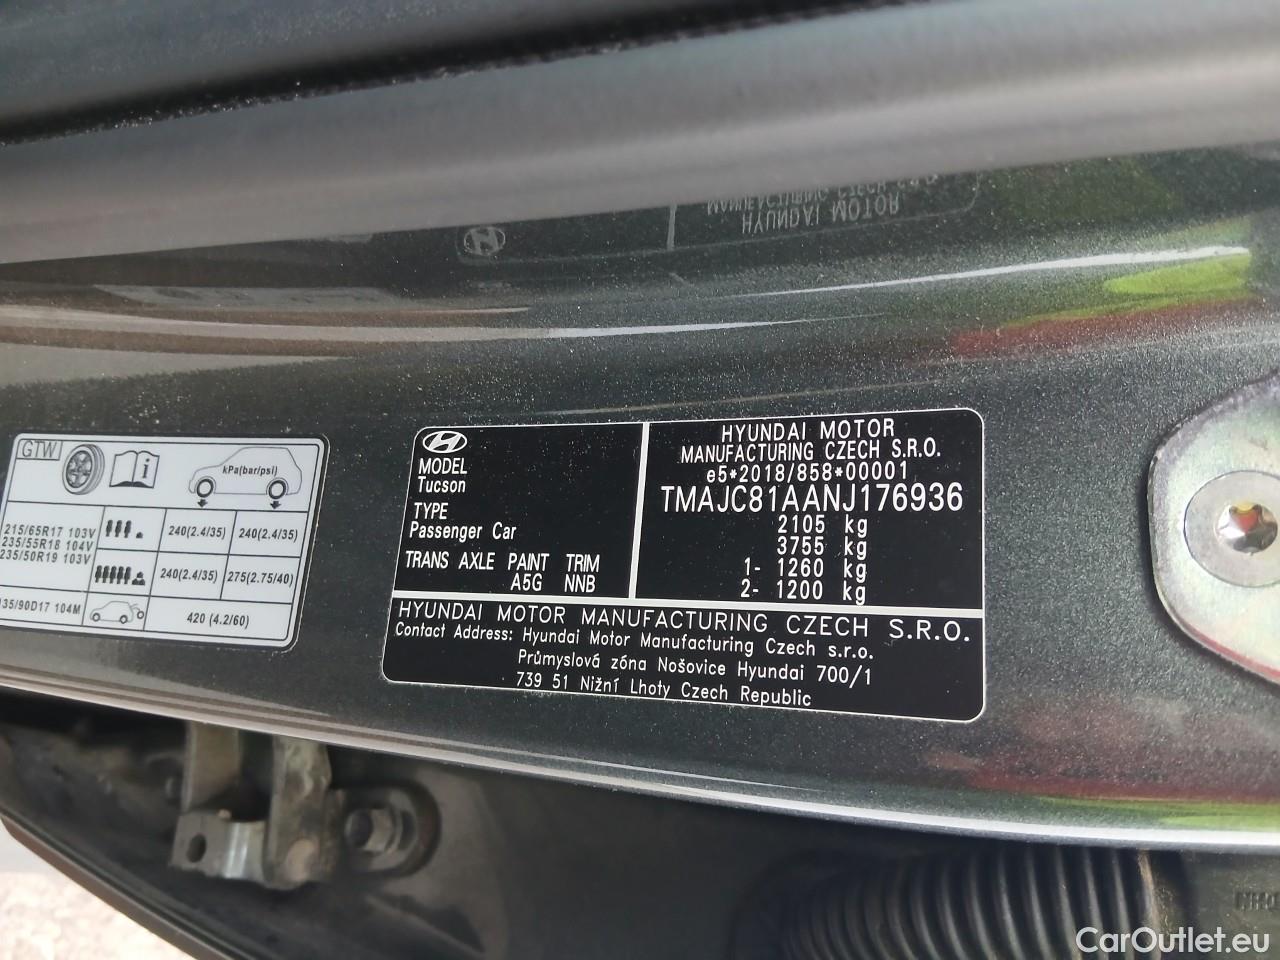 HYUNDAI MOTOR
MANUFACTURING CZECH S.R.O.
GTW
i
kPa(bar/psi)
215/65R17 103V
235/55R18 104V
235/50R19 103V
240(2.4/35)
240(2.4/35)
240(2.4/35)
275(2.75/40)
135/90D17 104M
420 (4.2/60)
MODEL
Tucson
TYPE
Passenger Car
TRANS AXLE PAINT TRIM
A5G NNB
HYUNDAI MOTOR
MANUFACTURING CZECH S.R.O.
e5*2018/858*00001
TMAJC81AANJ176936
2105 kg
3755 kg
1- 1260 kg
2- 1200 kg
HYUNDAI MOTOR MANUFACTURING CZECH S.R.O.
Contact Address: Hyundai Motor Manufacturing Czech s.r.o.
Průmyslová zóna Nošovice Hyundai 700/1
739 51 Nižní Lhoty Czech Republic
CarOutlet.eu